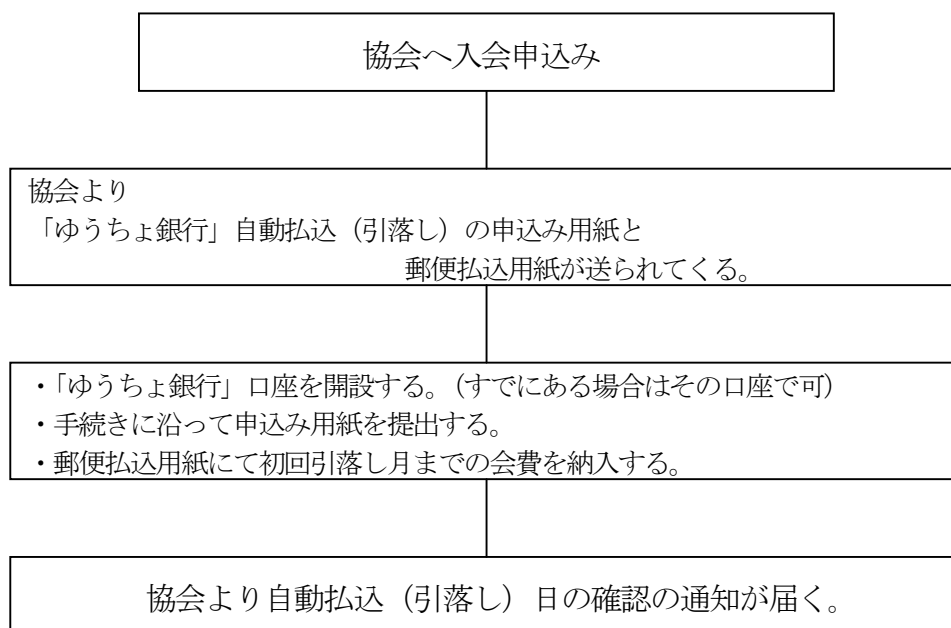 協会へ入会申込み
協会より
「ゆうちょ銀行」自動払込（引落し）の申込み用紙と
郵便払込用紙が送られてくる。
・「ゆうちょ銀行」口座を開設する。（すでにある場合はその口座で可）
・手続きに沿って申込み用紙を提出する。
・郵便払込用紙にて初回引落し月までの会費を納入する。
協会より自動払込（引落し）日の確認の通知が届く。